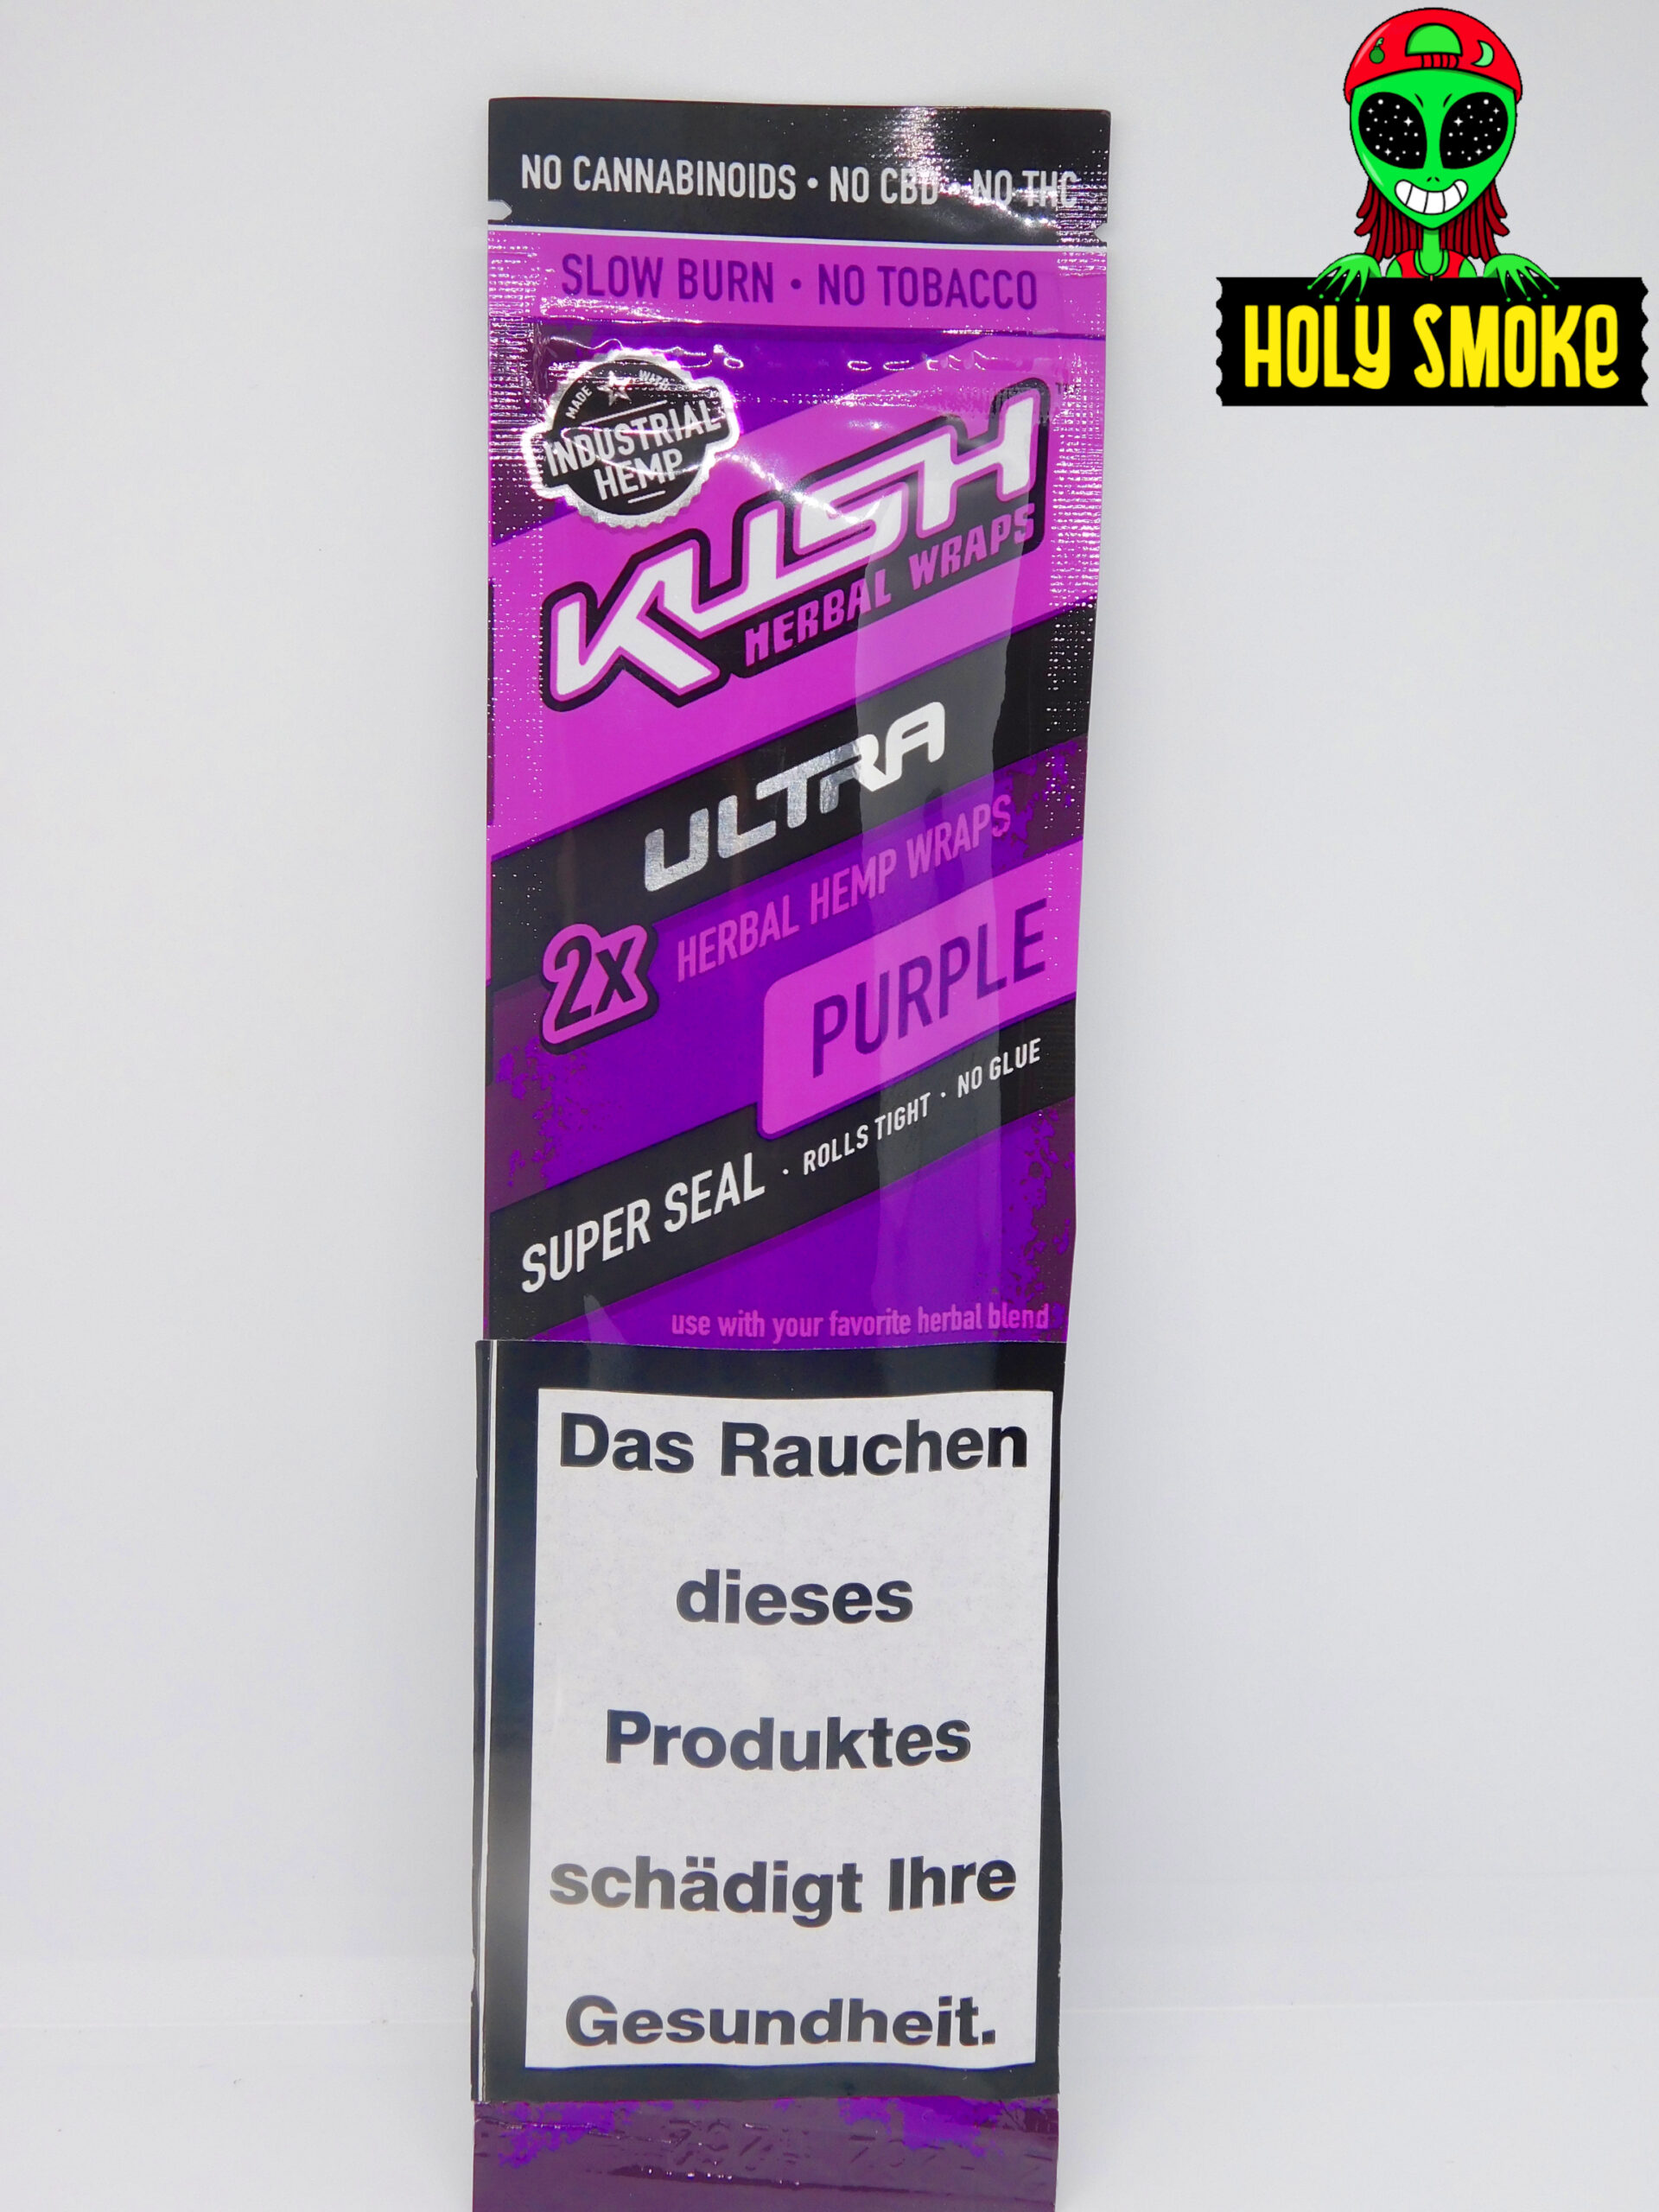 NO CANNABINOIDS • NO CBD • NO THC
SLOW BURN • NO TOBACCO
HOLY SMOKE
MADE WITH
INDUSTRIAL
HEMP
KUSH™
HERBAL WRAPS
ULTRA
2x HERBAL HEMP WRAPS
PURPLE
SUPER SEAL · ROLLS TIGHT · NO GLUE
use with your favorite herbal blend
Das Rauchen
dieses
Produktes
schädigt Ihre
Gesundheit.